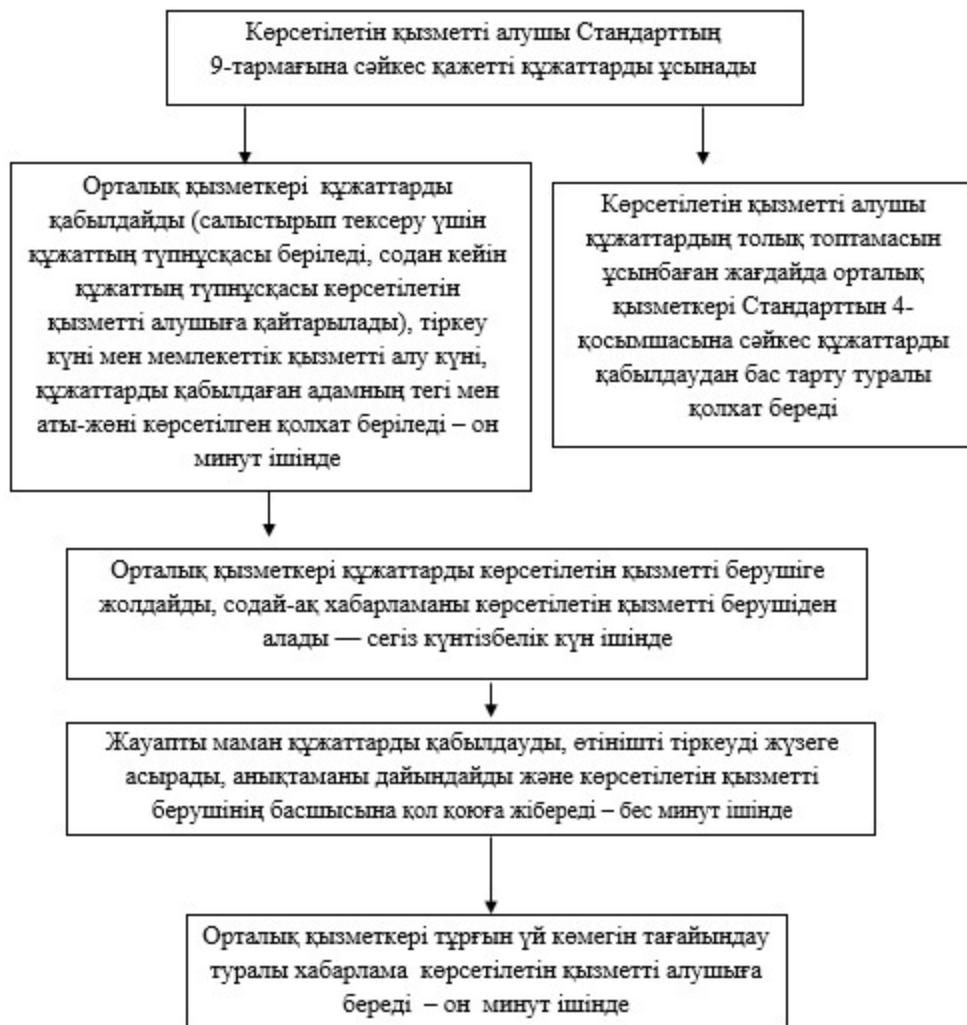 Көрсетілетін қызметті алушы Стандарттың
9-тармағына сәйкес қажетті құжаттарды ұсынады
Орталық қызметкері құжаттарды
қабылдайды (салыстырып тексеру үшін
құжаттың түпнұсқасы беріледі, содан кейін
құжаттың түпнұсқасы көрсетілетін
қызметті алушыға қайтарылады), тіркеу
күні мен мемлекеттік қызметті алу күні,
құжаттарды қабылдаған адамның тегі мен
аты-жөні көрсетілген қолхат беріледі – он
минут ішінде
Көрсетілетін қызметті алушы
құжаттардың толық топтамасын
ұсынбаған жағдайда орталық
қызметкері Стандарттын 4-
қосымшасына сәйкес құжаттарды
қабылдаудан бас тарту туралы
қолхат береді
Орталық қызметкері құжаттарды көрсетілетін қызметті берушіге
жолдайды, содай-ақ хабарламаны көрсетілетін қызметті берушіден
алады — сегіз күнтізбелік күн ішінде
Жауапты маман құжаттарды қабылдауды, өтінішті тіркеуді жүзеге
асырады, анықтаманы дайындайды және көрсетілетін қызметті
берушінің басшысына қол қоюға жібереді – бес минут ішінде
Орталық қызметкері тұрғын үй көмегін тағайындау
туралы хабарлама көрсетілетін қызметті алушыға
береді – он минут ішінде